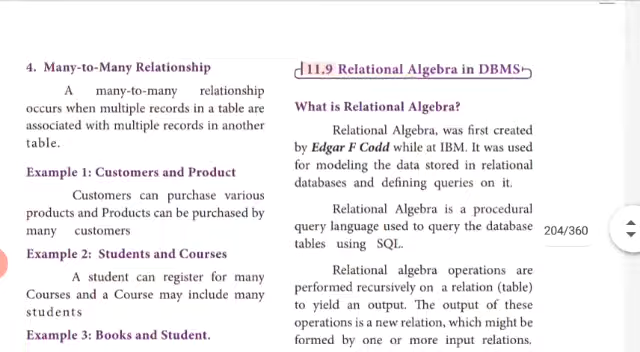 4. Many-to-Many Relationship
A many-to-many relationship
occurs when multiple records in a table are
associated with multiple records in another
table.
Example 1: Customers and Product
Customers can purchase various
products and Products can be purchased by
many customers
Example 2: Students and Courses
A student can register for many
Courses and a Course may include many
students
Example 3: Books and Student.
11.9 Relational Algebra in DBMS
What is Relational Algebra?
Relational Algebra, was first created
by Edgar F Codd while at IBM. It was used
for modeling the data stored in relational
databases and defining queries on it.
Relational Algebra is a procedural
query language used to query the database
tables using SQL.
Relational algebra operations are
performed recursively on a relation (table)
to yield an output. The output of these
operations is a new relation, which might be
formed by one or more input relations.
204/360